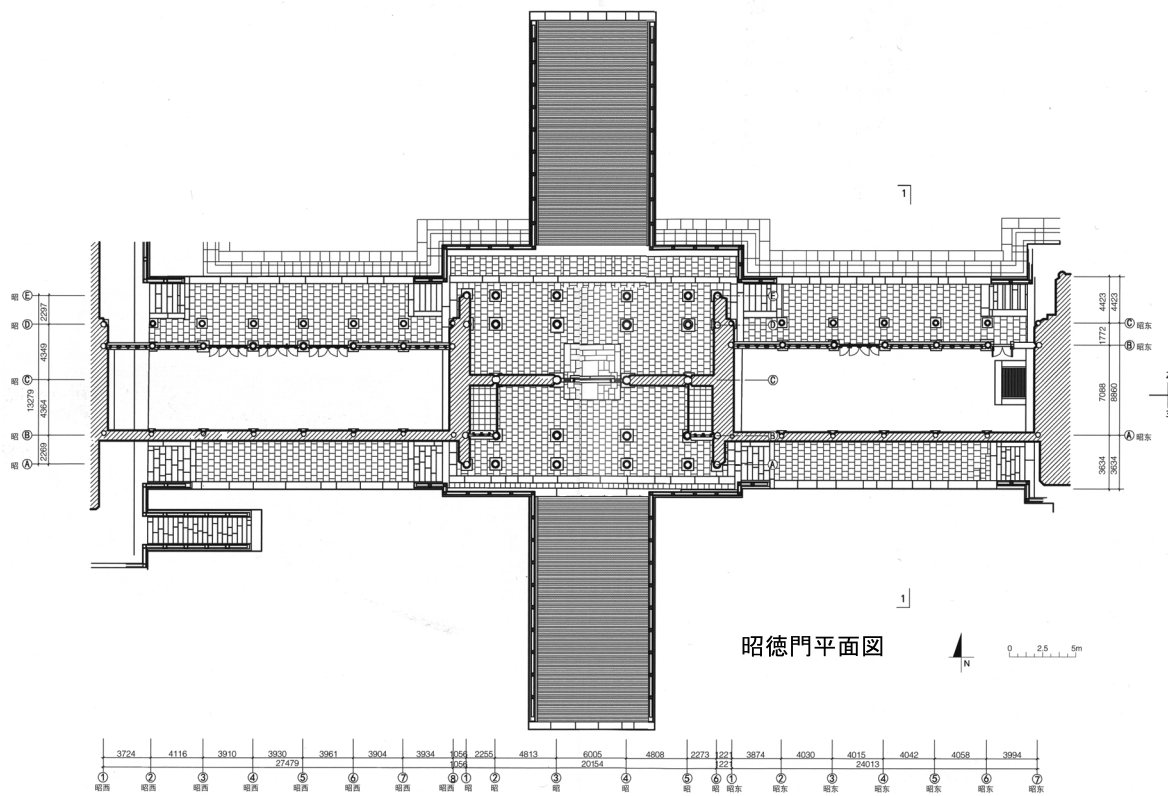 1
昭 Ⓔ
昭 Ⓓ
昭 Ⓒ
昭 Ⓑ
昭 Ⓐ
2297
4349
4364
2269
13279
Ⓔ
Ⓓ
Ⓒ
Ⓑ
Ⓐ
4423 4423
1772
7088 8860
3634 3634
Ⓒ 昭东
Ⓑ 昭东
Ⓐ 昭东
1
昭徳門平面図
N
0 2.5 5m
3724 4116 3910 3930 3961 3904 3934 1056 2255 4813 6005 4808 2273 1221 3874 4030 4015 4042 4058 3994
27479 1056 20154 1221 24013
① ② ③ ④ ⑤ ⑥ ⑦ ⑧ ① ② ③ ④ ⑤ ⑥ ① ② ③ ④ ⑤ ⑥ ⑦
昭西 昭西 昭西 昭西 昭西 昭西 昭西 昭西 昭 昭 昭 昭 昭 昭 昭东 昭东 昭东 昭东 昭东 昭东 昭东